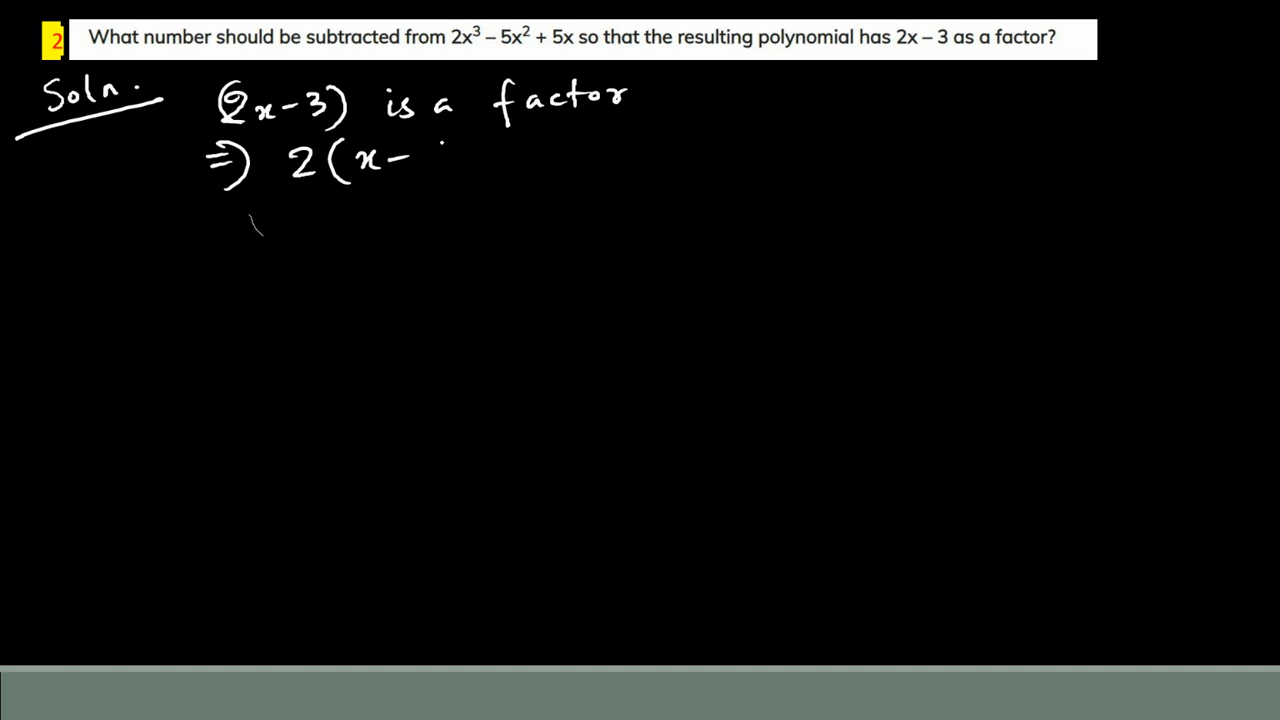 2 What number should be subtracted from 2x³ – 5x² + 5x so that the resulting polynomial has 2x – 3 as a factor?
Soln. (2x-3) is a factor
⇒) 2(x-